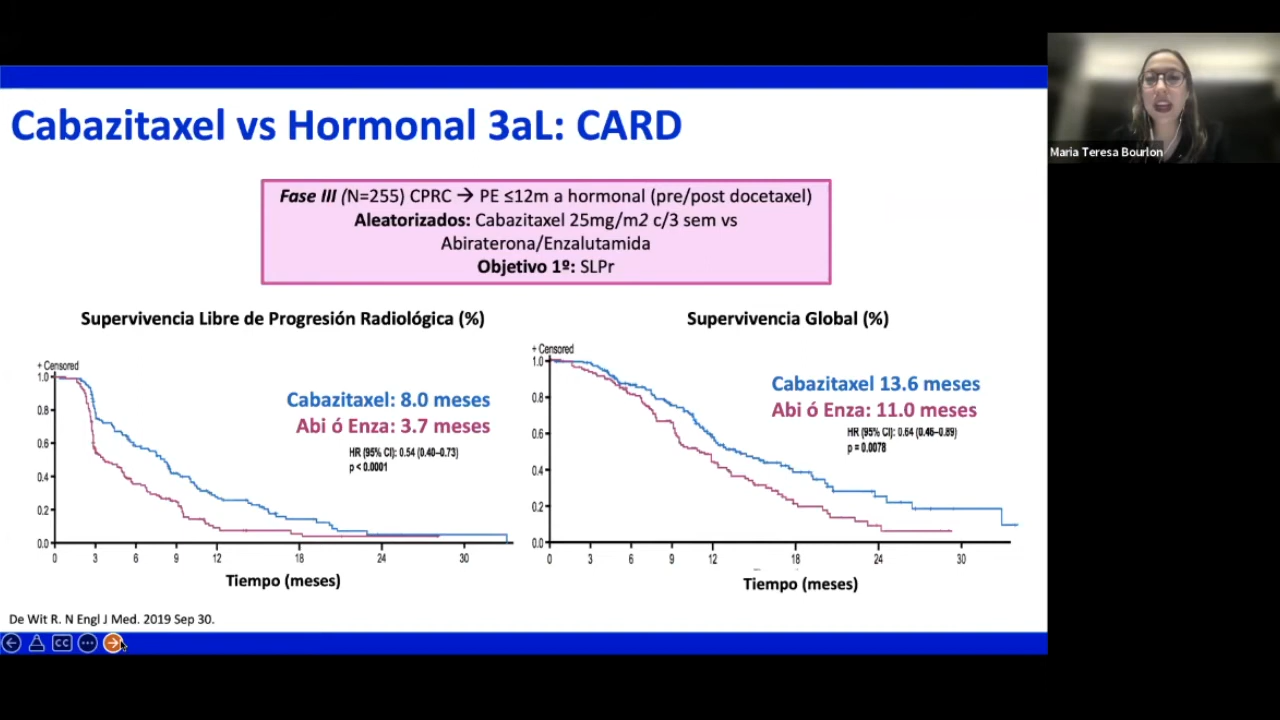 Cabazitaxel vs Hormonal 3aL: CARD
Maria Teresa Bourlon
Fase III (N=255) CPRC → PE ≤12m a hormonal (pre/post docetaxel)
Aleatorizados: Cabazitaxel 25mg/m2 c/3 sem vs
Abiraterona/Enzalutamida
Objetivo 1º: SLPr
Supervivencia Libre de Progresión Radiológica (%)
+ Censored
1.0
0.8
0.6
0.4
0.2
0.0
Cabazitaxel: 8.0 meses
Abi ó Enza: 3.7 meses
HR (95% CI): 0.54 (0.40–0.73)
p < 0.0001
0 3 6 9 12 18 24 30
Tiempo (meses)
Supervivencia Global (%)
+ Censored
1.0
0.8
0.6
0.4
0.2
0.0
Cabazitaxel 13.6 meses
Abi ó Enza: 11.0 meses
HR (95% CI): 0.64 (0.46–0.89)
p = 0.0078
0 3 6 9 12 18 24 30
Tiempo (meses)
De Wit R. N Engl J Med. 2019 Sep 30.
CC